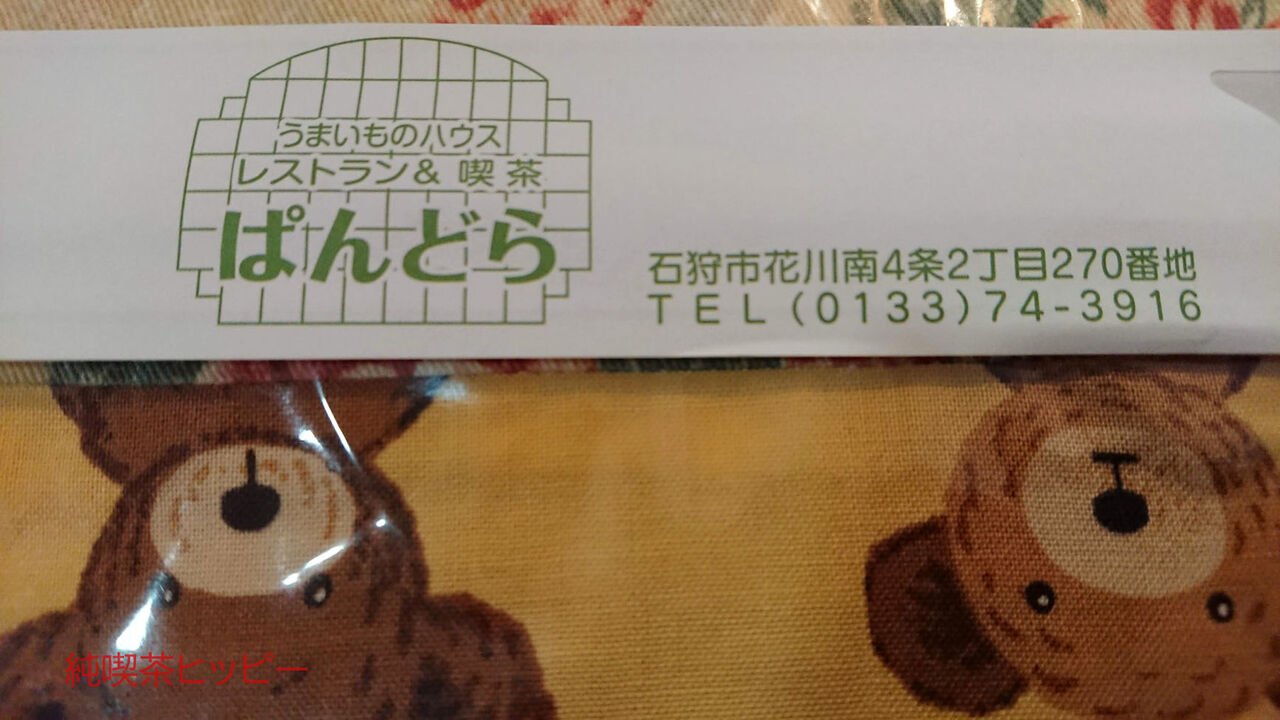 うまいものハウス
レストラン& 喫茶
ぱんどら
石狩市花川南4条2丁目270番地
TEL(0133)74-3916
純喫茶ヒッピー